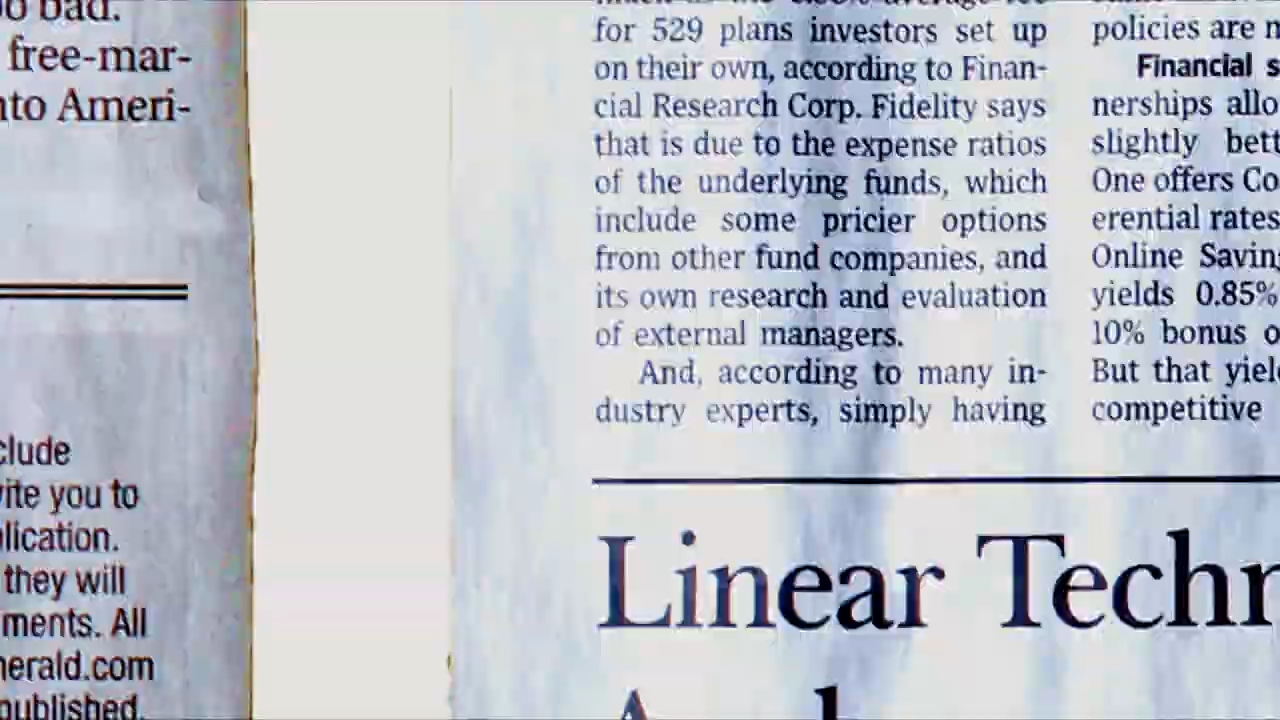 bad.
free-mar-
nto Ameri-
clude
vite you to
lication.
they will
ments. All
herald.com
published.
for 529 plans investors set up
on their own, according to Finan-
cial Research Corp. Fidelity says
that is due to the expense ratios
of the underlying funds, which
include some pricier options
from other fund companies, and
its own research and evaluation
of external managers.
And, according to many in-
dustry experts, simply having
policies are
Financial
nerships allo
slightly bett
One offers Co
erential rates
Online Savin
yields 0.85%
10% bonus o
But that yiel
competitive
Linear Techn